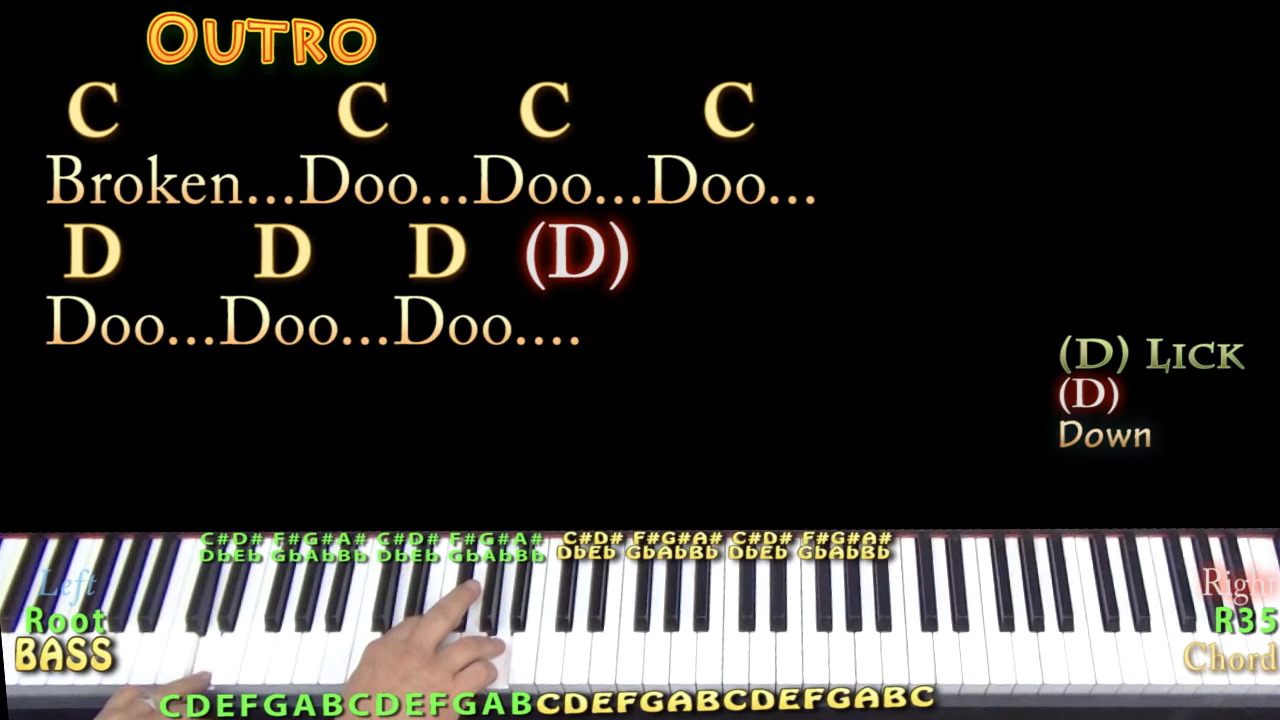 OUTRO
C C C C
Broken...Doo...Doo...Doo...
D D D (D)
Doo...Doo...Doo....
(D) LICK
(D)
Down
C#D# F#G#A# C#D# F#G#A# C#D# F#G#A# C#D# F#G#A#
DbEb GbAbBb DbEb GbAbBb DbEb GbAbBb DbEb GbAbBb
Left
Root
BASS
Right
R35
Chord
CDEFGABCDEFGABCDEFGABCDEFGABC